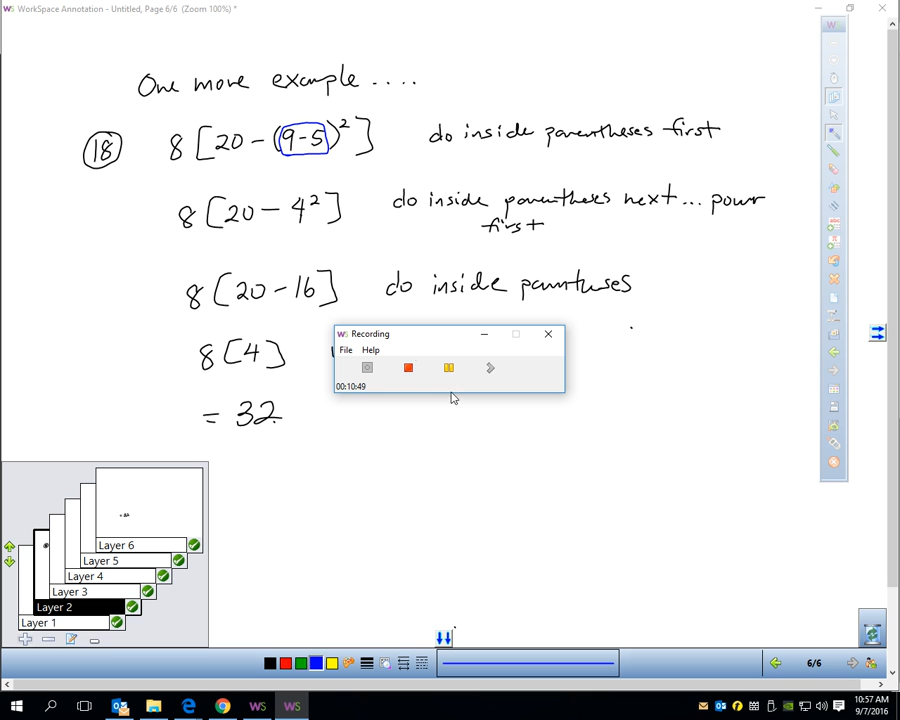 WorkSpace Annotation - Untitled, Page 6/6 (Zoom 100%) *
One more example ....
18 8 [20 - (9-5)²] do inside parentheses first
8 [20 - 4²] do inside parentheses next... power
first
8 [20 - 16] do inside parentheses
WS Recording
File Help
00:10:49
8 [4]
= 32
Layer 6
Layer 5
Layer 4
Layer 3
Layer 2
Layer 1
6/6
10:57 AM
9/7/2016